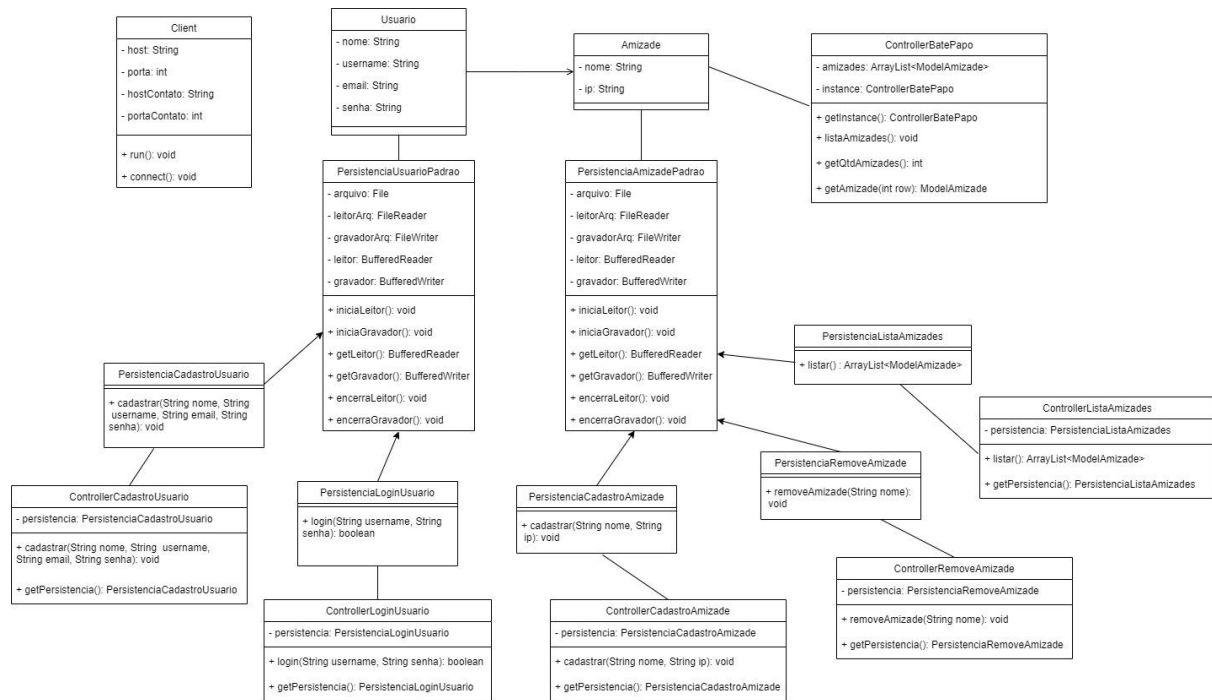 Client
- host: String
- porta: int
- hostContato: String
- portaContato: int
+ run(): void
+ connect(): void
Usuario
- nome: String
- username: String
- email: String
- senha: String
Amizade
- nome: String
- ip: String
ControllerBatePapo
- amizades: ArrayList<ModelAmizade>
- instance: ControllerBatePapo
+ getInstance(): ControllerBatePapo
+ listaAmizades(): void
+ getQtdAmizades(): int
+ getAmizade(int row): ModelAmizade
PersistenciaUsuarioPadrao
- arquivo: File
- leitorArq: FileReader
- gravadorArq: FileWriter
- leitor: BufferedReader
- gravador: BufferedWriter
+ iniciaLeitor(): void
+ iniciaGravador(): void
+ getLeitor(): BufferedReader
+ getGravador(): BufferedWriter
+ encerraLeitor(): void
+ encerraGravador(): void
PersistenciaAmizadePadrao
- arquivo: File
- leitorArq: FileReader
- gravadorArq: FileWriter
- leitor: BufferedReader
- gravador: BufferedWriter
+ iniciaLeitor(): void
+ iniciaGravador(): void
+ getLeitor(): BufferedReader
+ getGravador(): BufferedWriter
+ encerraLeitor(): void
+ encerraGravador(): void
PersistenciaListaAmizades
+ listar() : ArrayList<ModelAmizade>
PersistenciaCadastroUsuario
+ cadastrar(String nome, String
username, String email, String
senha): void
ControllerListaAmizades
- persistencia: PersistenciaListaAmizades
+ listar(): ArrayList<ModelAmizade>
+ getPersistencia(): PersistenciaListaAmizades
PersistenciaRemoveAmizade
+ removeAmizade(String nome):
void
ControllerCadastroUsuario
- persistencia: PersistenciaCadastroUsuario
+ cadastrar(String nome, String username,
String email, String senha): void
+ getPersistencia(): PersistenciaCadastroUsuario
PersistenciaLoginUsuario
+ login(String username, String
senha): boolean
PersistenciaCadastroAmizade
+ cadastrar(String nome, String
ip): void
ControllerRemoveAmizade
- persistencia: PersistenciaRemoveAmizade
+ removeAmizade(String nome): void
+ getPersistencia: PersistenciaRemoveAmizade
ControllerLoginUsuario
- persistencia: PersistenciaLoginUsuario
+ login(String username, String senha): boolean
+ getPersistencia(): PersistenciaLoginUsuario
ControllerCadastroAmizade
- persistencia: PersistenciaCadastroAmizade
+ cadastrar(String nome, String ip): void
+ getPersistencia(): PersistenciaCadastroAmizade